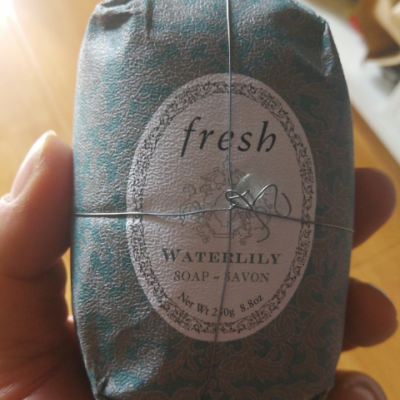 fresh
WATERLILY
SOAP - SAVON
Net Wt 250g 8.8oz